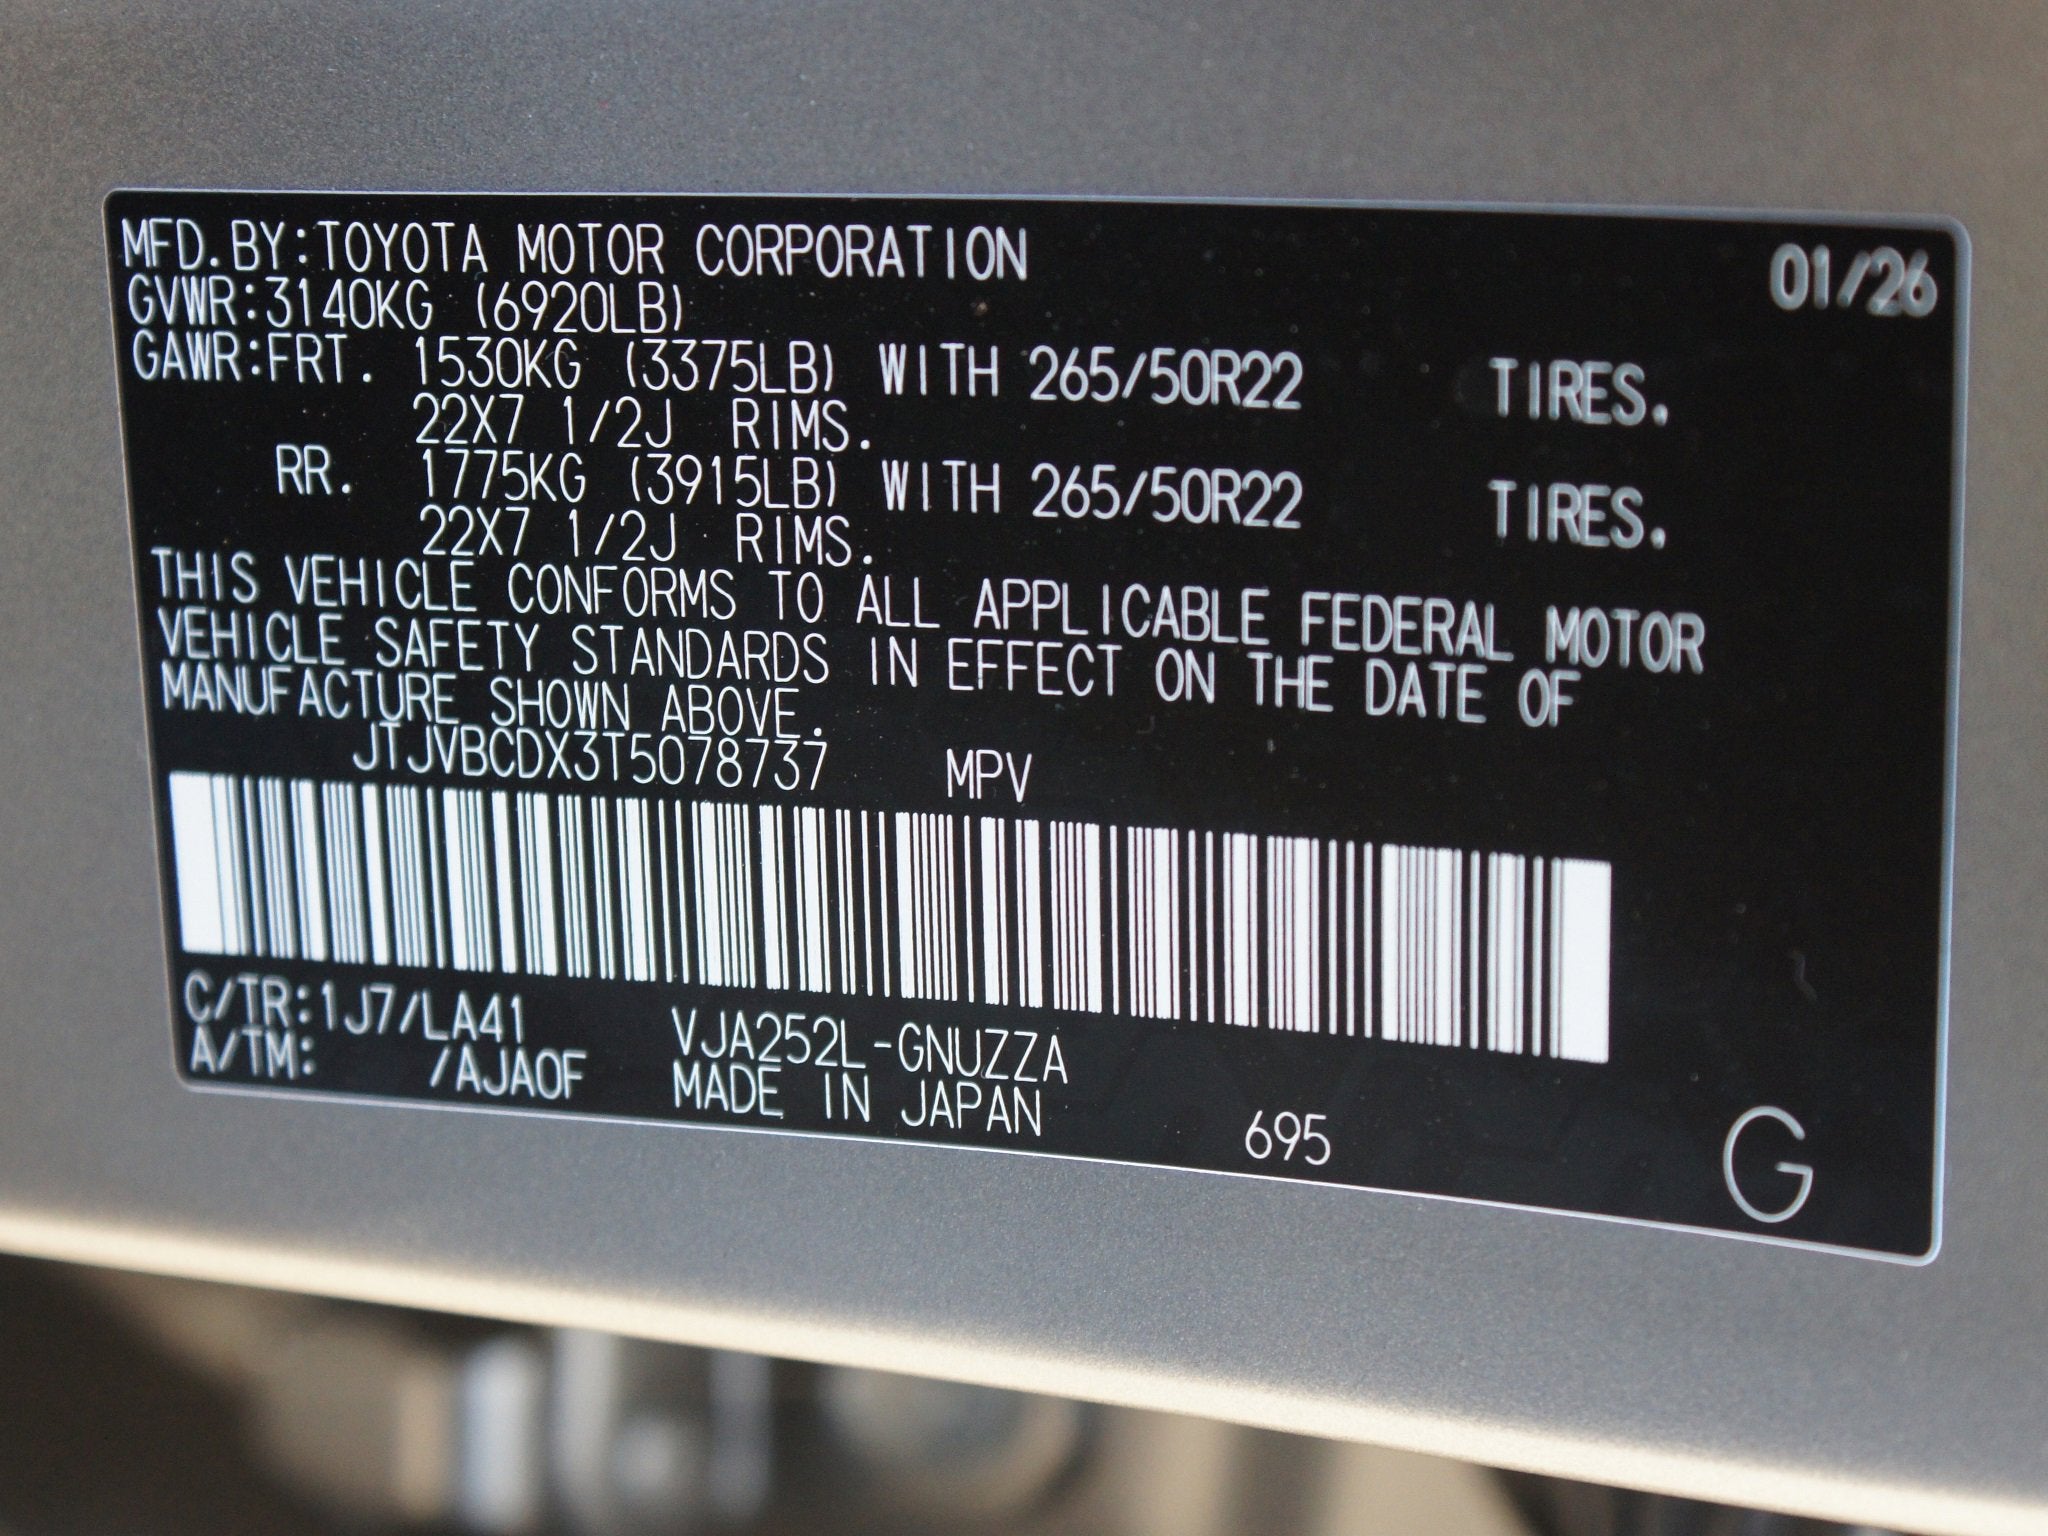 MFD.BY:TOYOTA MOTOR CORPORATION 01/26
GVWR:3140KG (6920LB)
GAWR:FRT. 1530KG (3375LB) WITH 265/50R22 TIRES.
22X7 1/2J RIMS.
RR. 1775KG (3915LB) WITH 265/50R22 TIRES.
22X7 1/2J RIMS.
THIS VEHICLE CONFORMS TO ALL APPLICABLE FEDERAL MOTOR
VEHICLE SAFETY STANDARDS IN EFFECT ON THE DATE OF
MANUFACTURE SHOWN ABOVE.
JTJVBCDX3T5078737 MPV
C/TR:1J7/LA41 VJA252L-GNUZZA
A/TM: /AJA0F MADE IN JAPAN 695 G